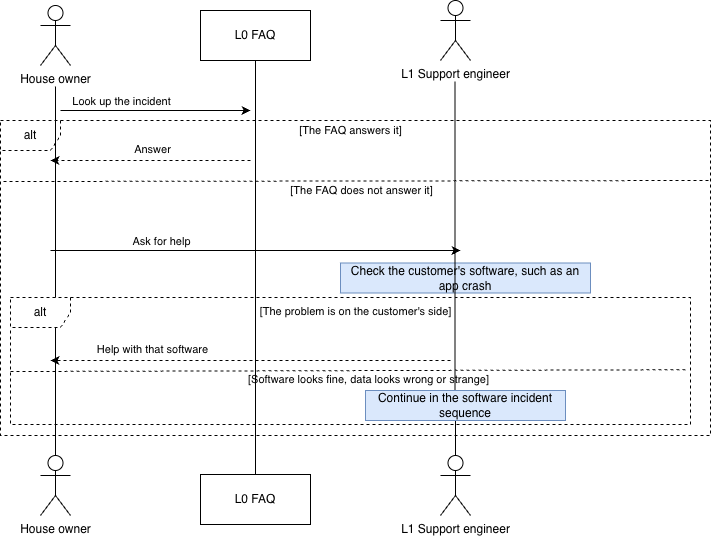 L0 FAQ
House owner
L1 Support engineer
Look up the incident
alt
[The FAQ answers it]
Answer
[The FAQ does not answer it]
Ask for help
Check the customer's software, such as an
app crash
alt
[The problem is on the customer's side]
Help with that software
[Software looks fine, data looks wrong or strange]
Continue in the software incident
sequence
L0 FAQ
House owner
L1 Support engineer